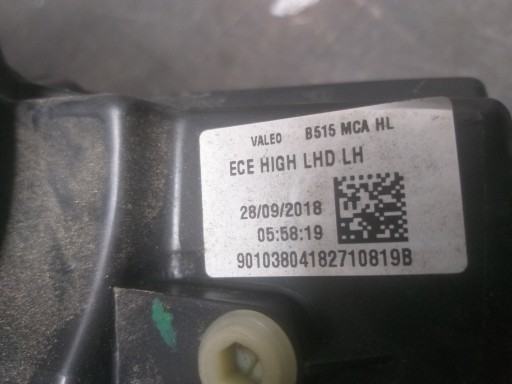 VALEO B515 MCA HL
ECE HIGH LHD LH
28/09/2018
05:58:19
90103804182710819B